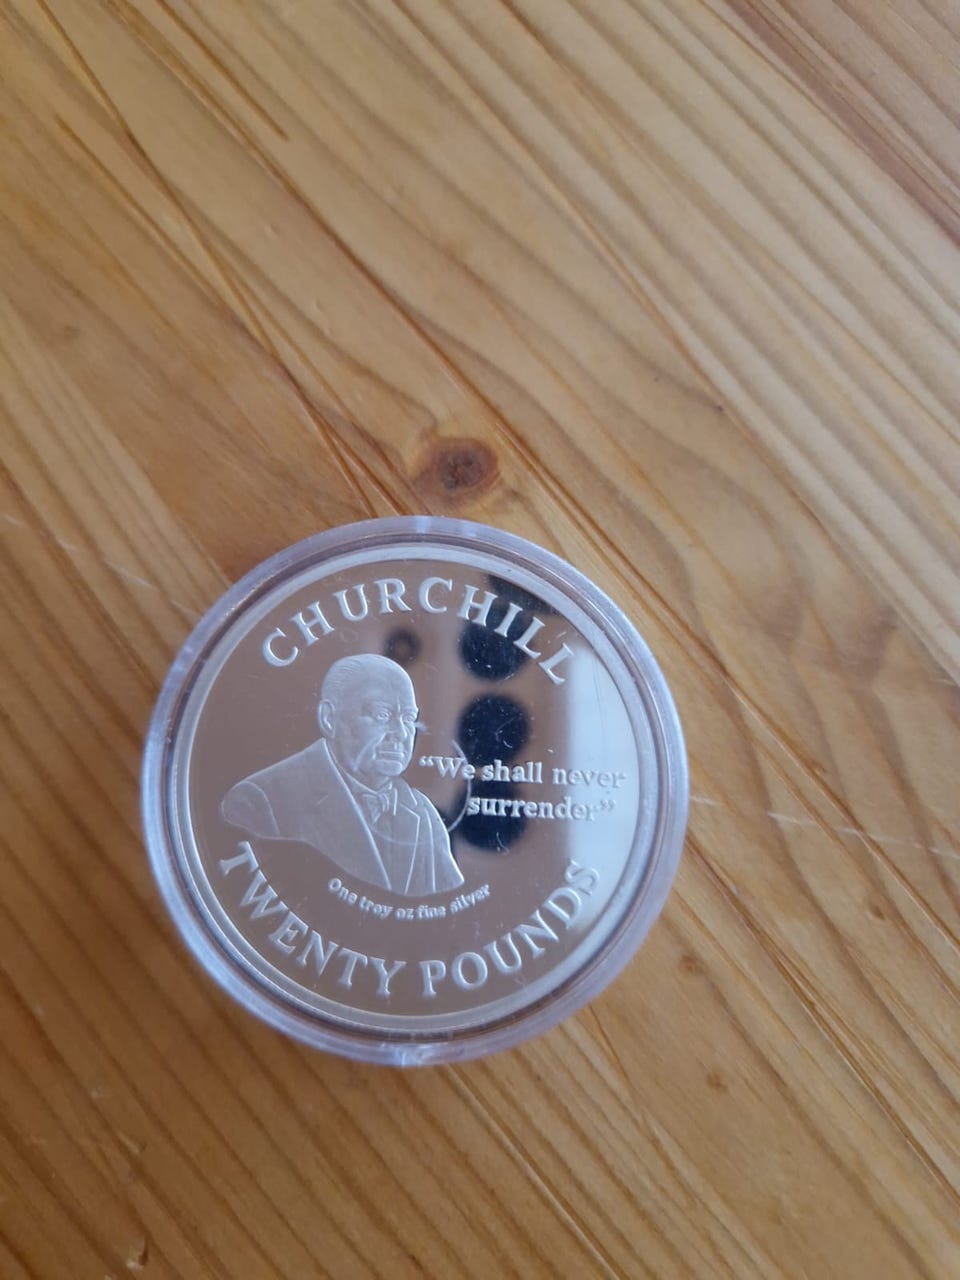 CHURCHILL
“We shall never
surrender”
One troy oz fine silver
TWENTY POUNDS